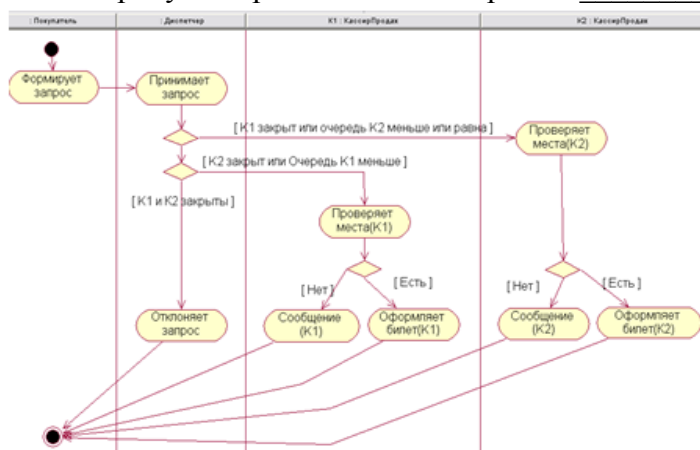 : Покупатель
: Диспетчер
К1 : КассирПродаж
К2 : КассирПродаж
Формирует
запрос
Принимает
запрос
[ К1 закрыт или очередь К2 меньше или равна ]
Проверяет
места(К2)
[ К2 закрыт или Очередь К1 меньше ]
[ К1 и К2 закрыты ]
Проверяет
места(К1)
[ Нет ]
[ Есть ]
[ Нет ]
[ Есть ]
Отклоняет
запрос
Сообщение
(К1)
Оформляет
билет(К1)
Сообщение
(К2)
Оформляет
билет(К2)